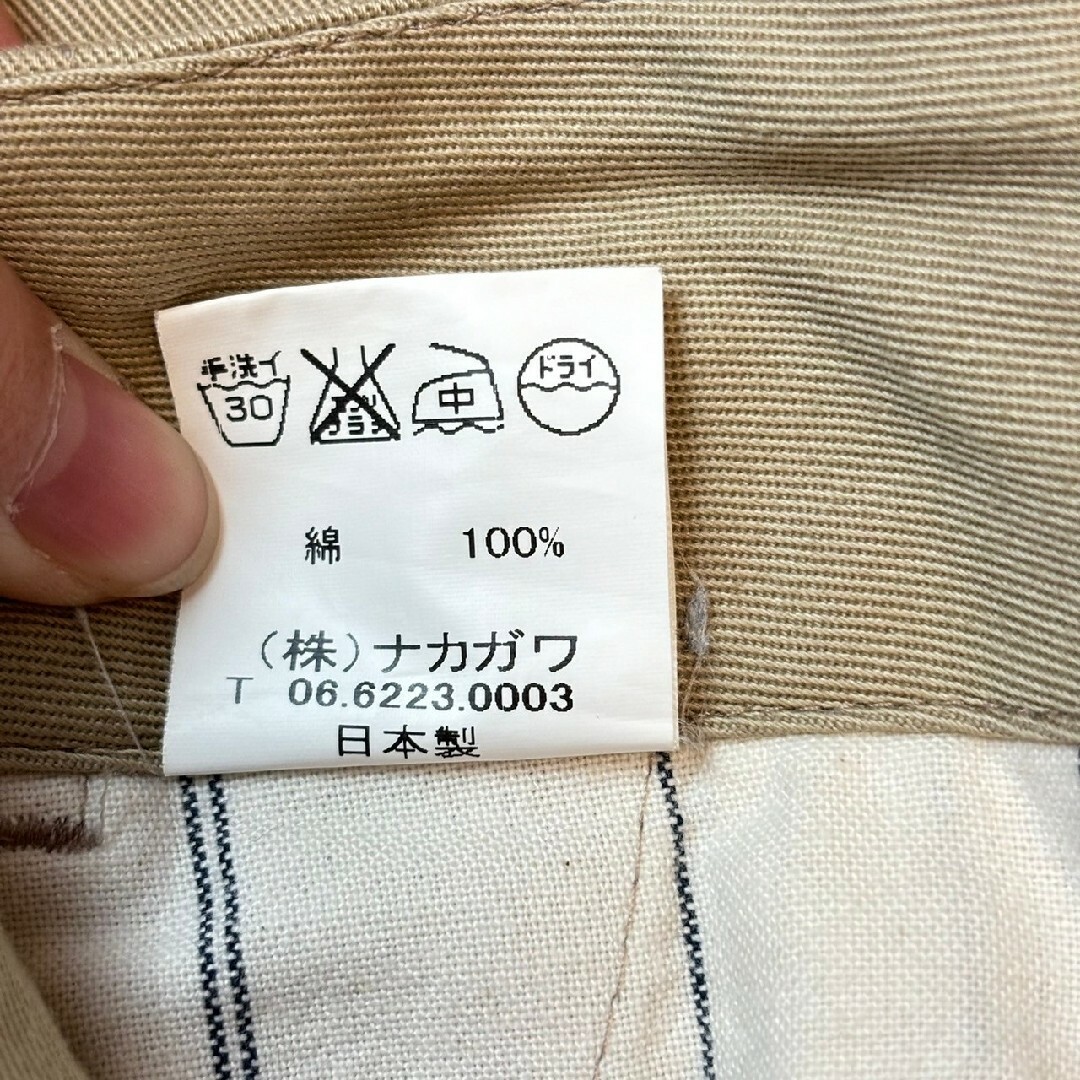 手洗イ 30 エンソサラシ 中 ドライ
綿 100%
(株)ナカガワ
T 06.6223.0003
日本製